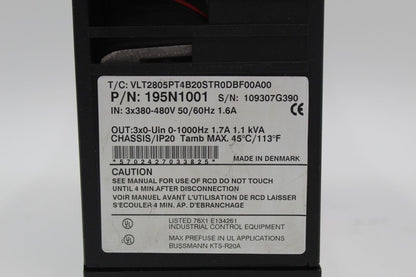 T/C: VLT2805PT4B20STR0DBF00A00
P/N: 195N1001 S/N: 109307G390
IN: 3x380-480V 50/60Hz 1.6A
OUT:3x0-Uin 0-1000Hz 1.7A 1.1 kVA
CHASSIS/IP20 Tamb MAX. 45°C/113°F
*5702427033825*
MADE IN DENMARK
CAUTION
SEE MANUAL FOR USE OF RCD DO NOT TOUCH
UNTIL 4 MIN. AFTER DISCONNECTION
VOIR MANUEL AVANT L'UTILISATION DE RCD LAISSER
S'ECOULER 4 MIN. AP. D'EBRANCHAGE
LISTED 76X1 E134261
INDUSTRIAL CONTROL EQUIPMENT
MAX PREFUSE IN UL APPLICATIONS
BUSSMANN KTS-R20A